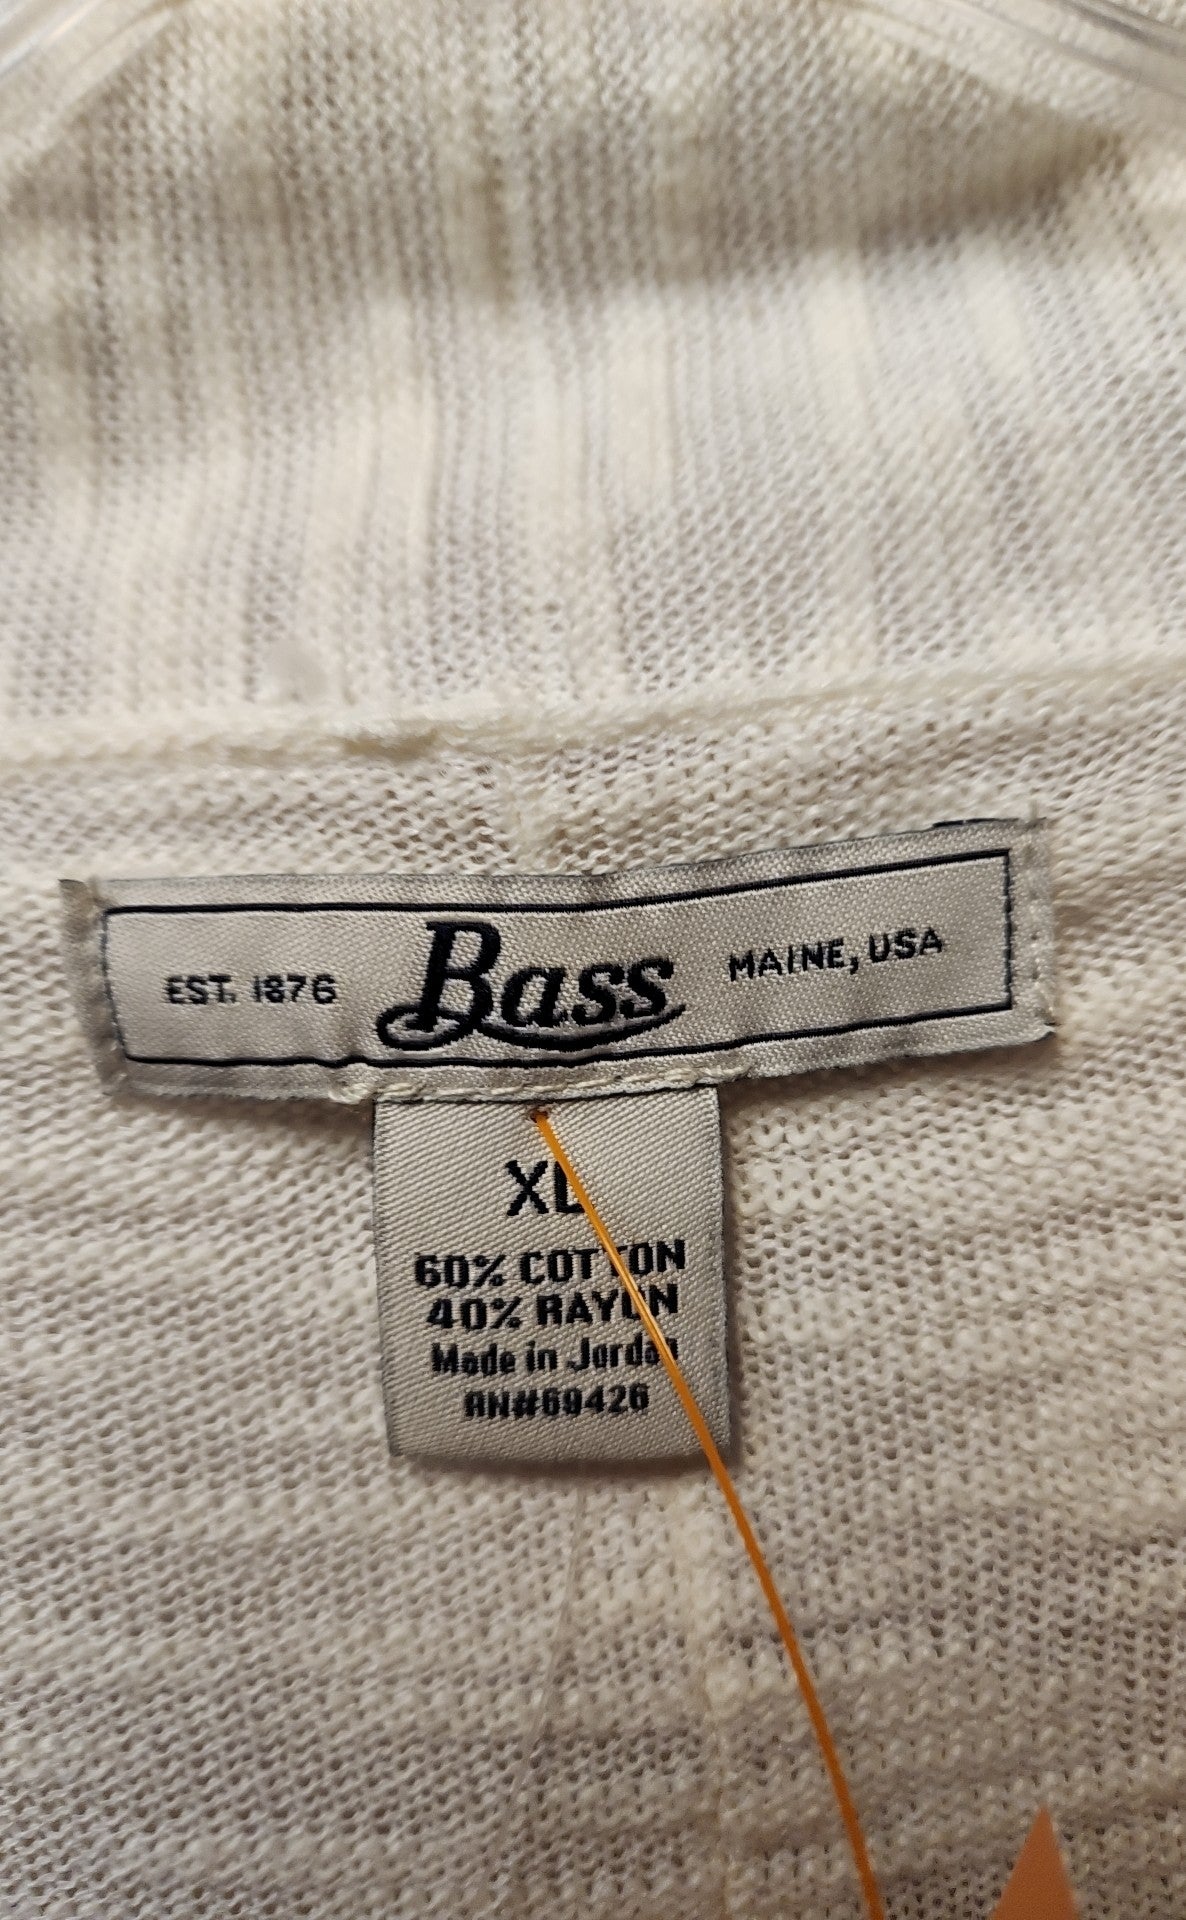 EST. 1876 Bass MAINE, USA
XL
60% COTTON
40% RAYON
Made in Jordan
RN#69426